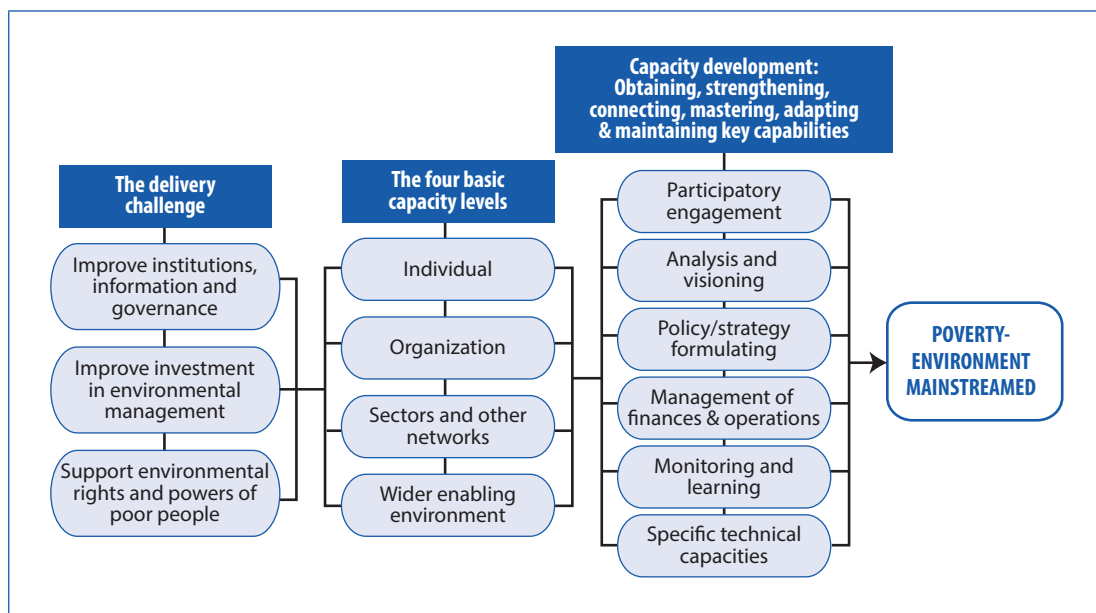 The delivery
challenge
Improve institutions,
information and
governance
Improve investment
in environmental
management
Support environmental
rights and powers of
poor people
The four basic
capacity levels
Individual
Organization
Sectors and other
networks
Wider enabling
environment
Capacity development:
Obtaining, strengthening,
connecting, mastering, adapting
& maintaining key capabilities
Participatory
engagement
Analysis and
visioning
Policy/strategy
formulating
Management of
finances & operations
Monitoring and
learning
Specific technical
capacities
POVERTY-
ENVIRONMENT
MAINSTREAMED